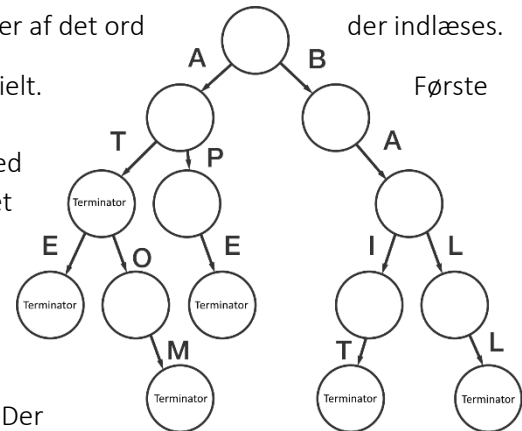 er af det ord der indlæses.
A B
ielt. Første
T P A
ed
Terminator
et
E O E I L
Terminator Terminator
M T L
Terminator Terminator Terminator
Der